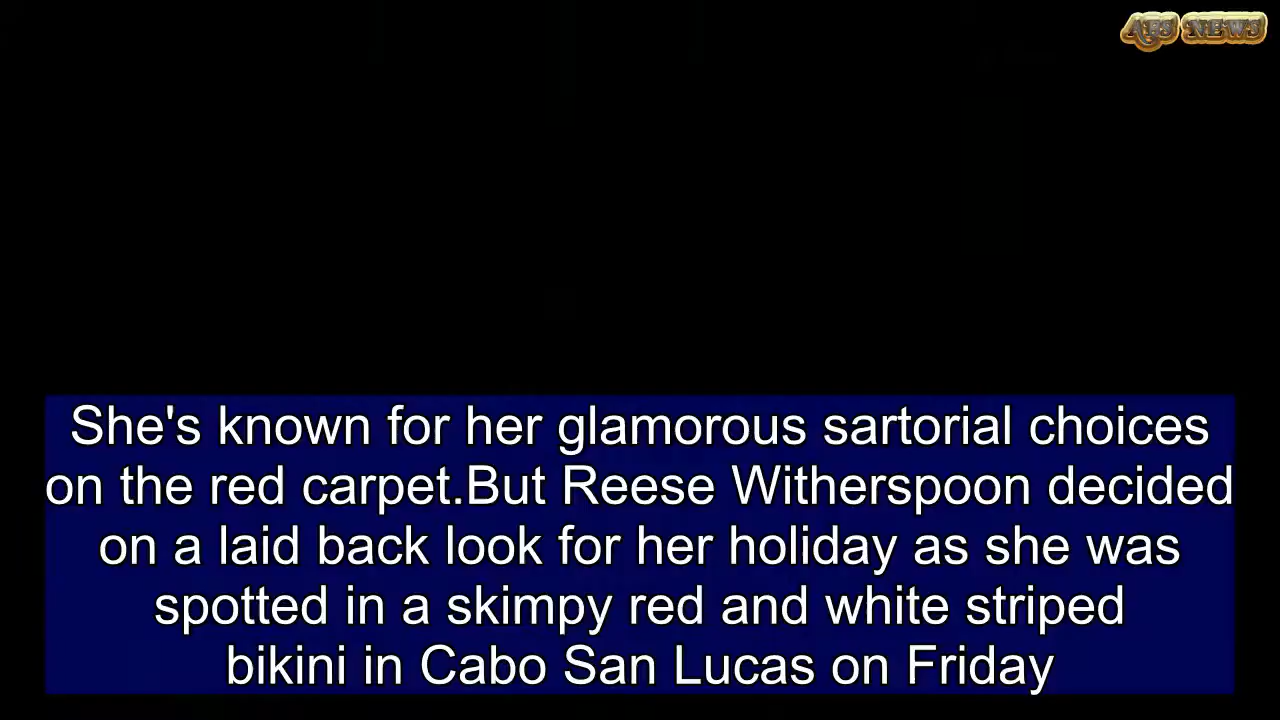 AFS NEWS
She's known for her glamorous sartorial choices
on the red carpet.But Reese Witherspoon decided
on a laid back look for her holiday as she was
spotted in a skimpy red and white striped
bikini in Cabo San Lucas on Friday